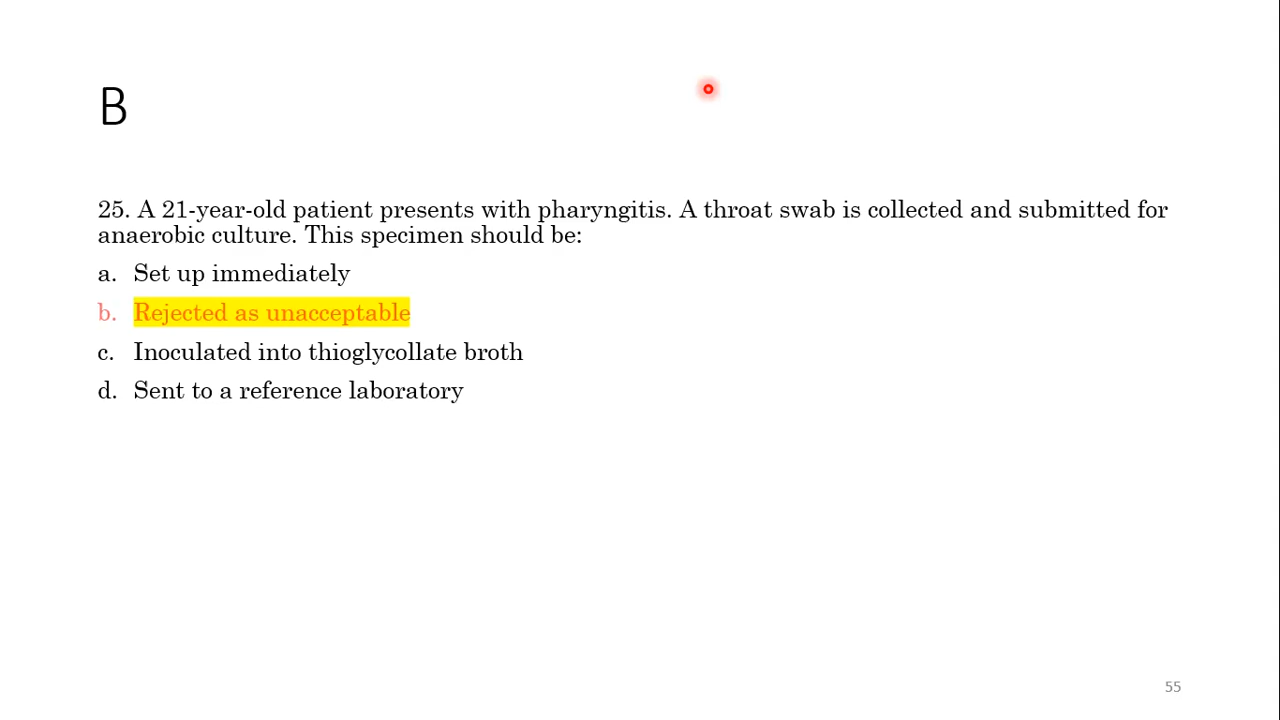 B
25. A 21-year-old patient presents with pharyngitis. A throat swab is collected and submitted for
anaerobic culture. This specimen should be:
a. Set up immediately
b. Rejected as unacceptable
c. Inoculated into thioglycollate broth
d. Sent to a reference laboratory
55